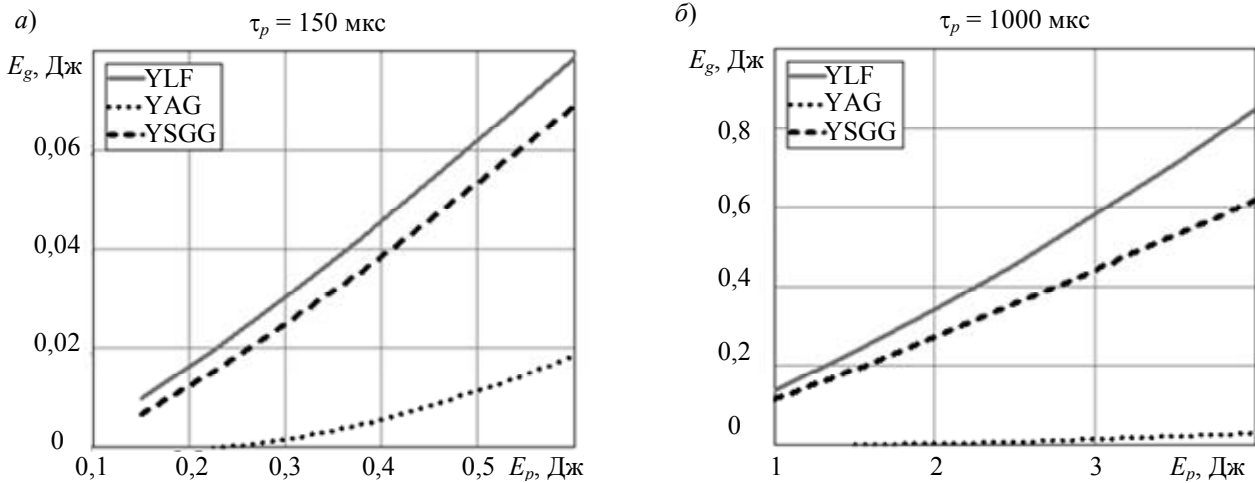 а)
τp = 150 мкс
Eg, Дж
YLF
YAG
YSGG
0,06
0,04
0,02
0
0,1 0,2 0,3 0,4 0,5 Ep, Дж
б)
τp = 1000 мкс
Eg, Дж
YLF
YAG
YSGG
0,8
0,6
0,4
0,2
0
1 2 3 Ep, Дж